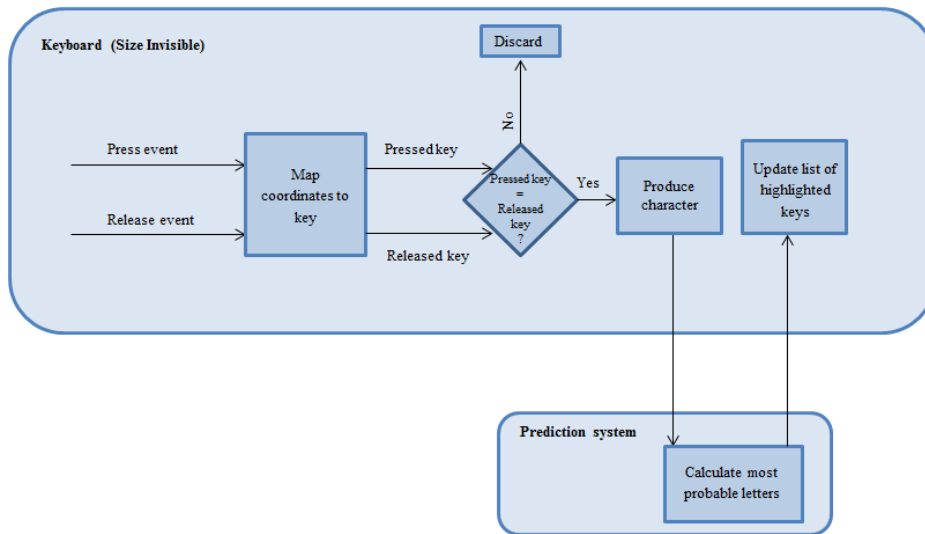 Keyboard (Size Invisible)
Discard
No
Press event
Release event
Map
coordinates to
key
Pressed key
Released key
Pressed key
=
Released
key
?
Yes
Produce
character
Update list of
highlighted
keys
Prediction system
Calculate most
probable letters